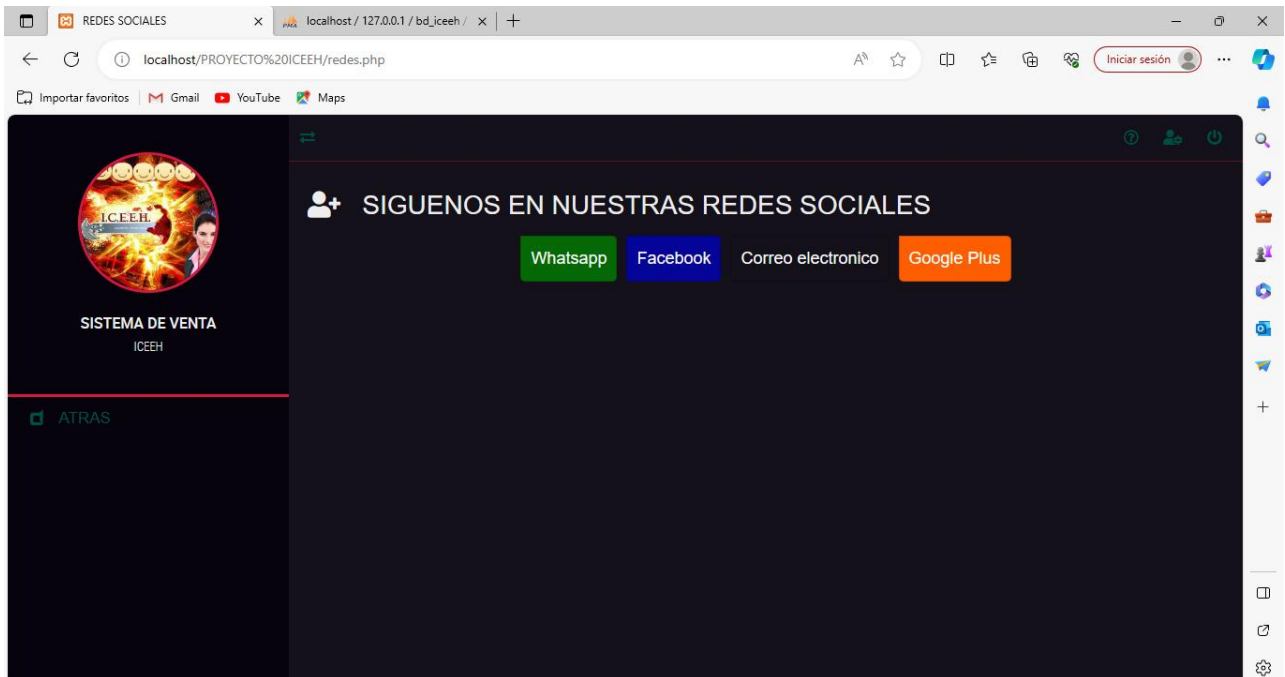 REDES SOCIALES
localhost / 127.0.0.1 / bd_iceeh /
localhost/PROYECTO%20ICEEH/redes.php
Iniciar sesión
Importar favoritos
Gmail
YouTube
Maps
I.C.E.E.H.
SISTEMA DE VENTA
ICEEH
ATRAS
SIGUENOS EN NUESTRAS REDES SOCIALES
Whatsapp
Facebook
Correo electronico
Google Plus